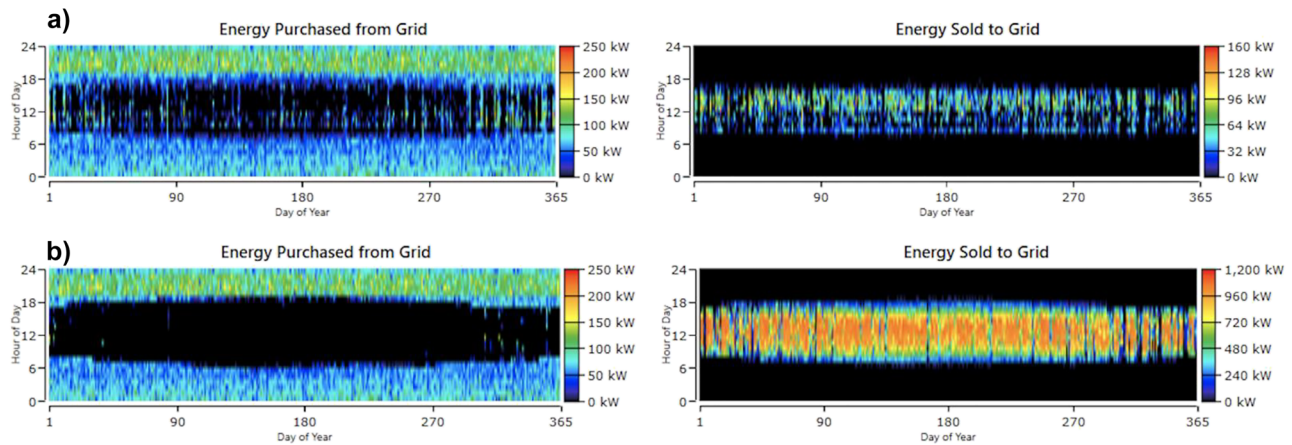 a)
Energy Purchased from Grid
24
18
12
6
0
Hour of Day
1
90
180
270
365
Day of Year
250 kW
200 kW
150 kW
100 kW
50 kW
0 kW
Energy Sold to Grid
24
18
12
6
0
Hour of Day
1
90
180
270
365
Day of Year
160 kW
128 kW
96 kW
64 kW
32 kW
0 kW
b)
Energy Purchased from Grid
24
18
12
6
0
Hour of Day
1
90
180
270
365
Day of Year
250 kW
200 kW
150 kW
100 kW
50 kW
0 kW
Energy Sold to Grid
24
18
12
6
0
Hour of Day
1
90
180
270
365
Day of Year
1,200 kW
960 kW
720 kW
480 kW
240 kW
0 kW